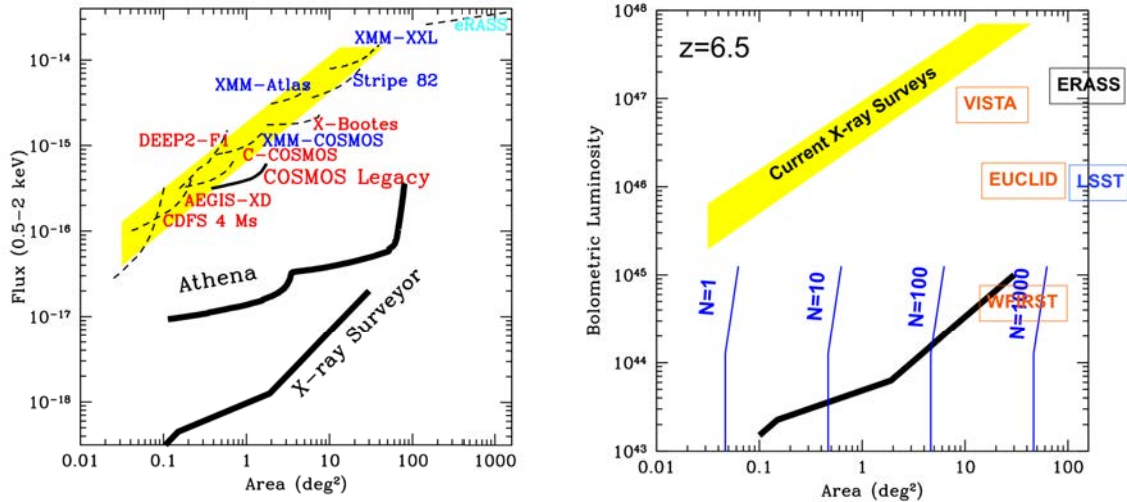 eRASS
XMM-XXL
XMM-Atlas
Stripe 82
X-Bootes
DEEP2-F1
XMM-COSMOS
C-COSMOS
COSMOS Legacy
AEGIS-XD
CDFS 4 Ms
Athena
X-ray Surveyor
Flux (0.5-2 keV)
10⁻¹⁴
10⁻¹⁵
10⁻¹⁶
10⁻¹⁷
10⁻¹⁸
0.01 0.1 1 10 100 1000
Area (deg²)
z=6.5
Current X-ray Surveys
ERASS
VISTA
EUCLID
LSST
WFIRST
N=1
N=10
N=100
N=1000
Bolometric Luminosity
10⁴⁸
10⁴⁷
10⁴⁶
10⁴⁵
10⁴⁴
10⁴³
0.01 0.1 1 10 100
Area (deg²)